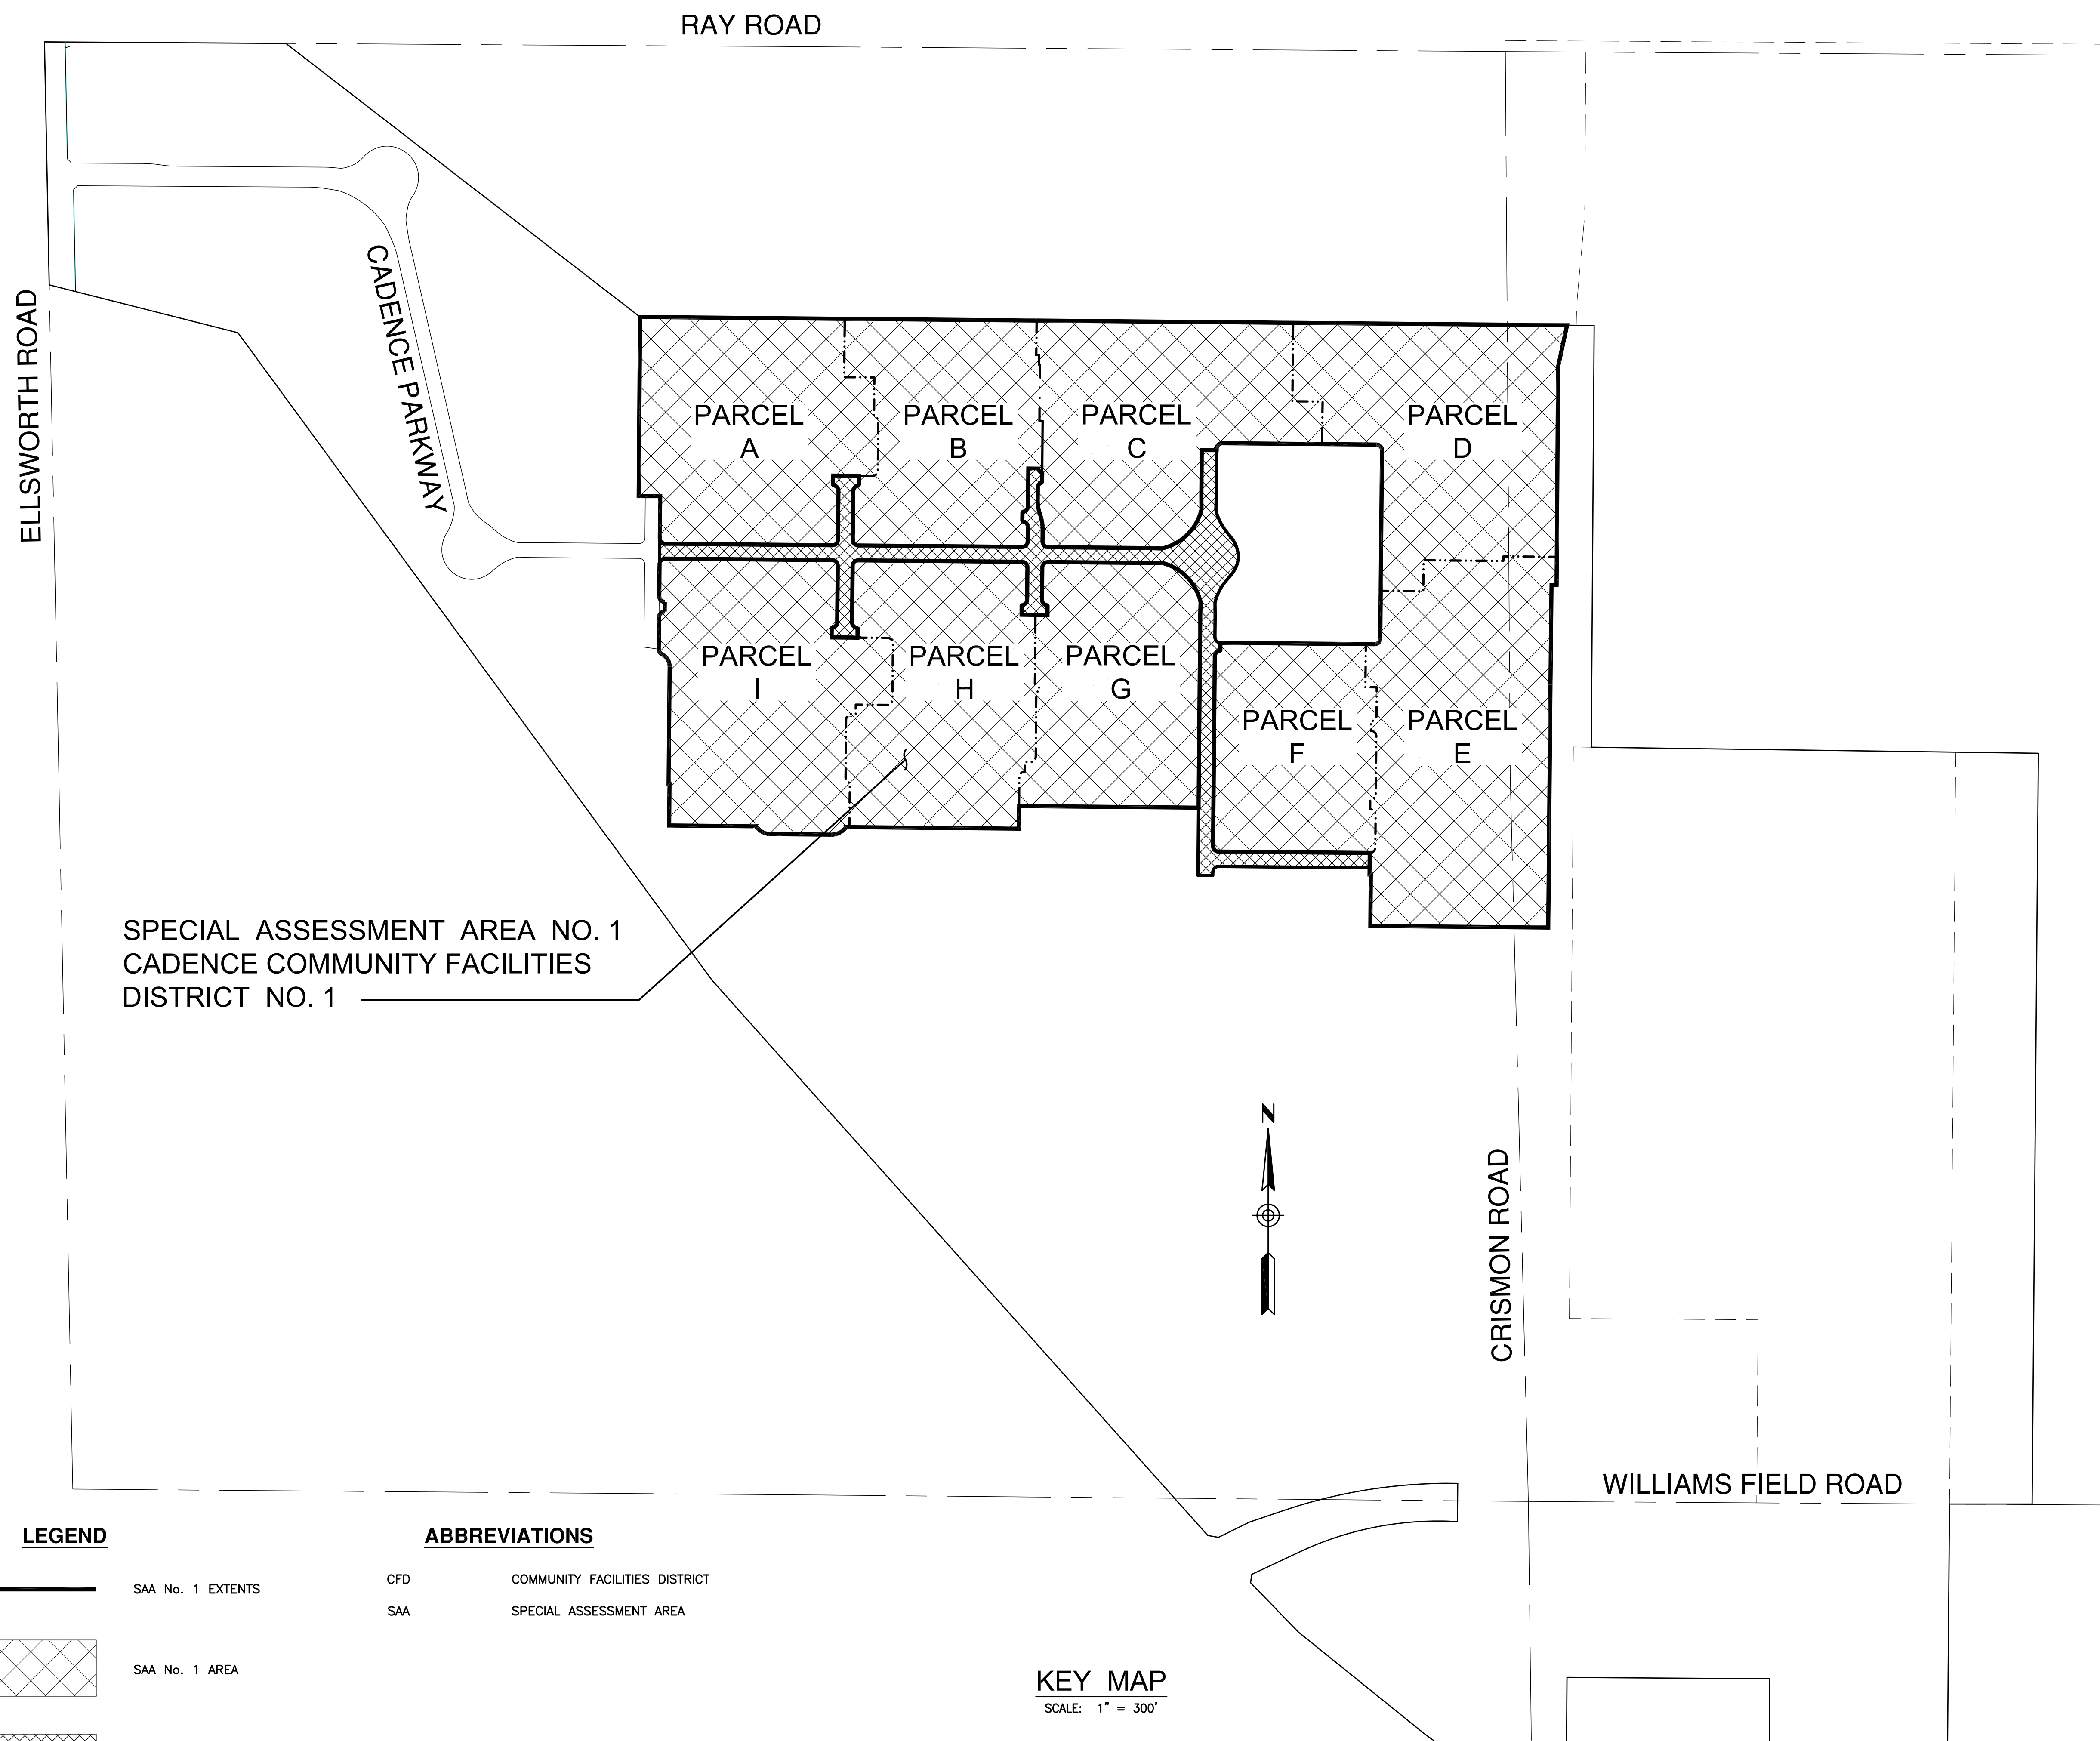 RAY ROAD
CADENCE PARKWAY
ELLSWORTH ROAD
PARCEL
A
PARCEL
B
PARCEL
C
PARCEL
D
PARCEL
I
PARCEL
H
PARCEL
G
PARCEL
F
PARCEL
E
SPECIAL ASSESSMENT AREA NO. 1
CADENCE COMMUNITY FACILITIES
DISTRICT NO. 1
N
CRISMON ROAD
WILLIAMS FIELD ROAD
LEGEND
SAA No. 1 EXTENTS
SAA No. 1 AREA
ABBREVIATIONS
CFD COMMUNITY FACILITIES DISTRICT
SAA SPECIAL ASSESSMENT AREA
KEY MAP
SCALE: 1" = 300'